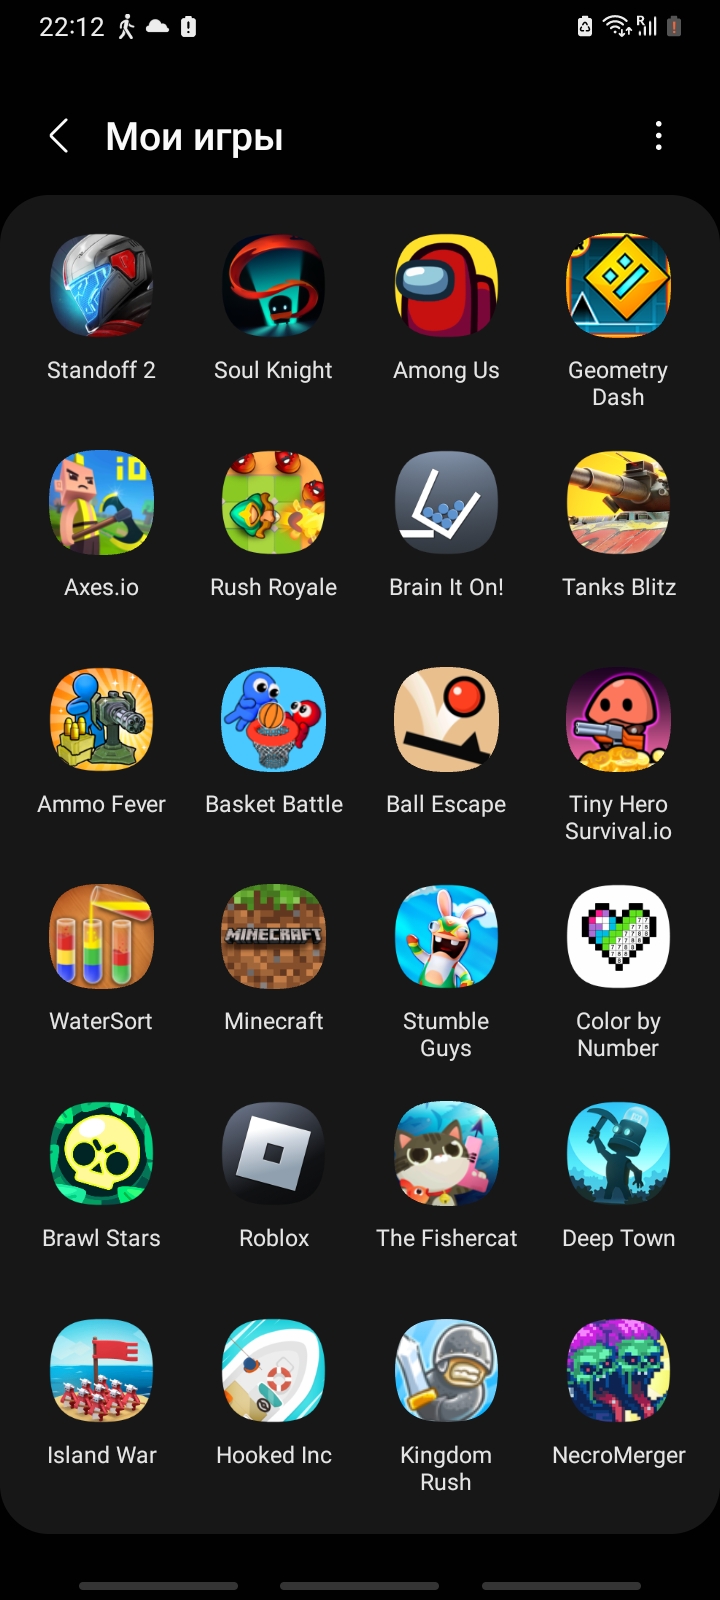 22:12
Мои игры
Standoff 2
Soul Knight
Among Us
Geometry
Dash
iO
Axes.io
Rush Royale
Brain It On!
Tanks Blitz
Ammo Fever
Basket Battle
Ball Escape
Tiny Hero
Survival.io
MINECRAFT
WaterSort
Minecraft
Stumble
Guys
Color by
Number
Brawl Stars
Roblox
The Fishercat
Deep Town
Island War
Hooked Inc
Kingdom
Rush
NecroMerger